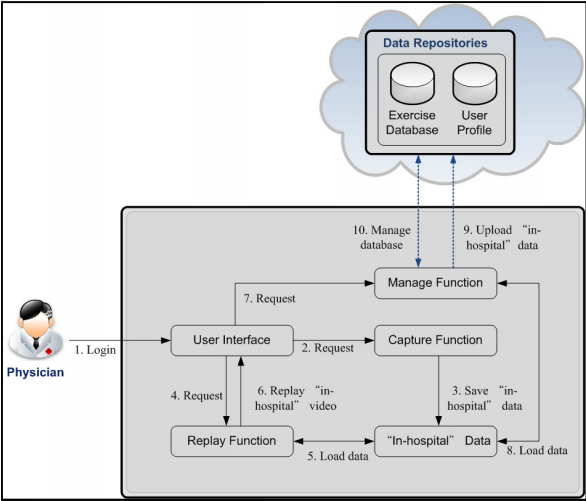 Data Repositories
Exercise
Database
User
Profile
10. Manage
database
9. Upload “in-
hospital” data
Manage Function
7. Request
User Interface
2. Request
Capture Function
1. Login
Physician
4. Request
6. Replay “in-
hospital” video
3. Save “in-
hospital” data
Replay Function
5. Load data
“In-hospital” Data
8. Load data